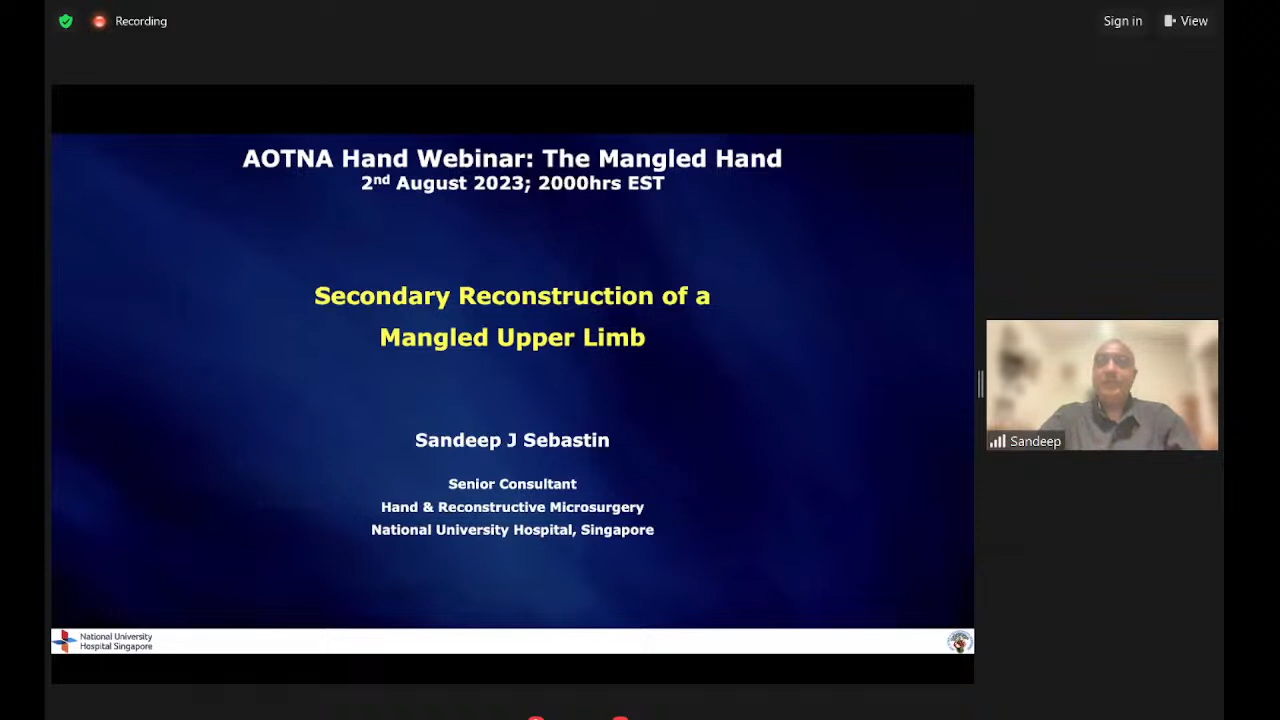 Recording
Sign in
View
AOTNA Hand Webinar: The Mangled Hand
2nd August 2023; 2000hrs EST
Secondary Reconstruction of a
Mangled Upper Limb
Sandeep J Sebastin
Senior Consultant
Hand & Reconstructive Microsurgery
National University Hospital, Singapore
Sandeep
National University
Hospital Singapore